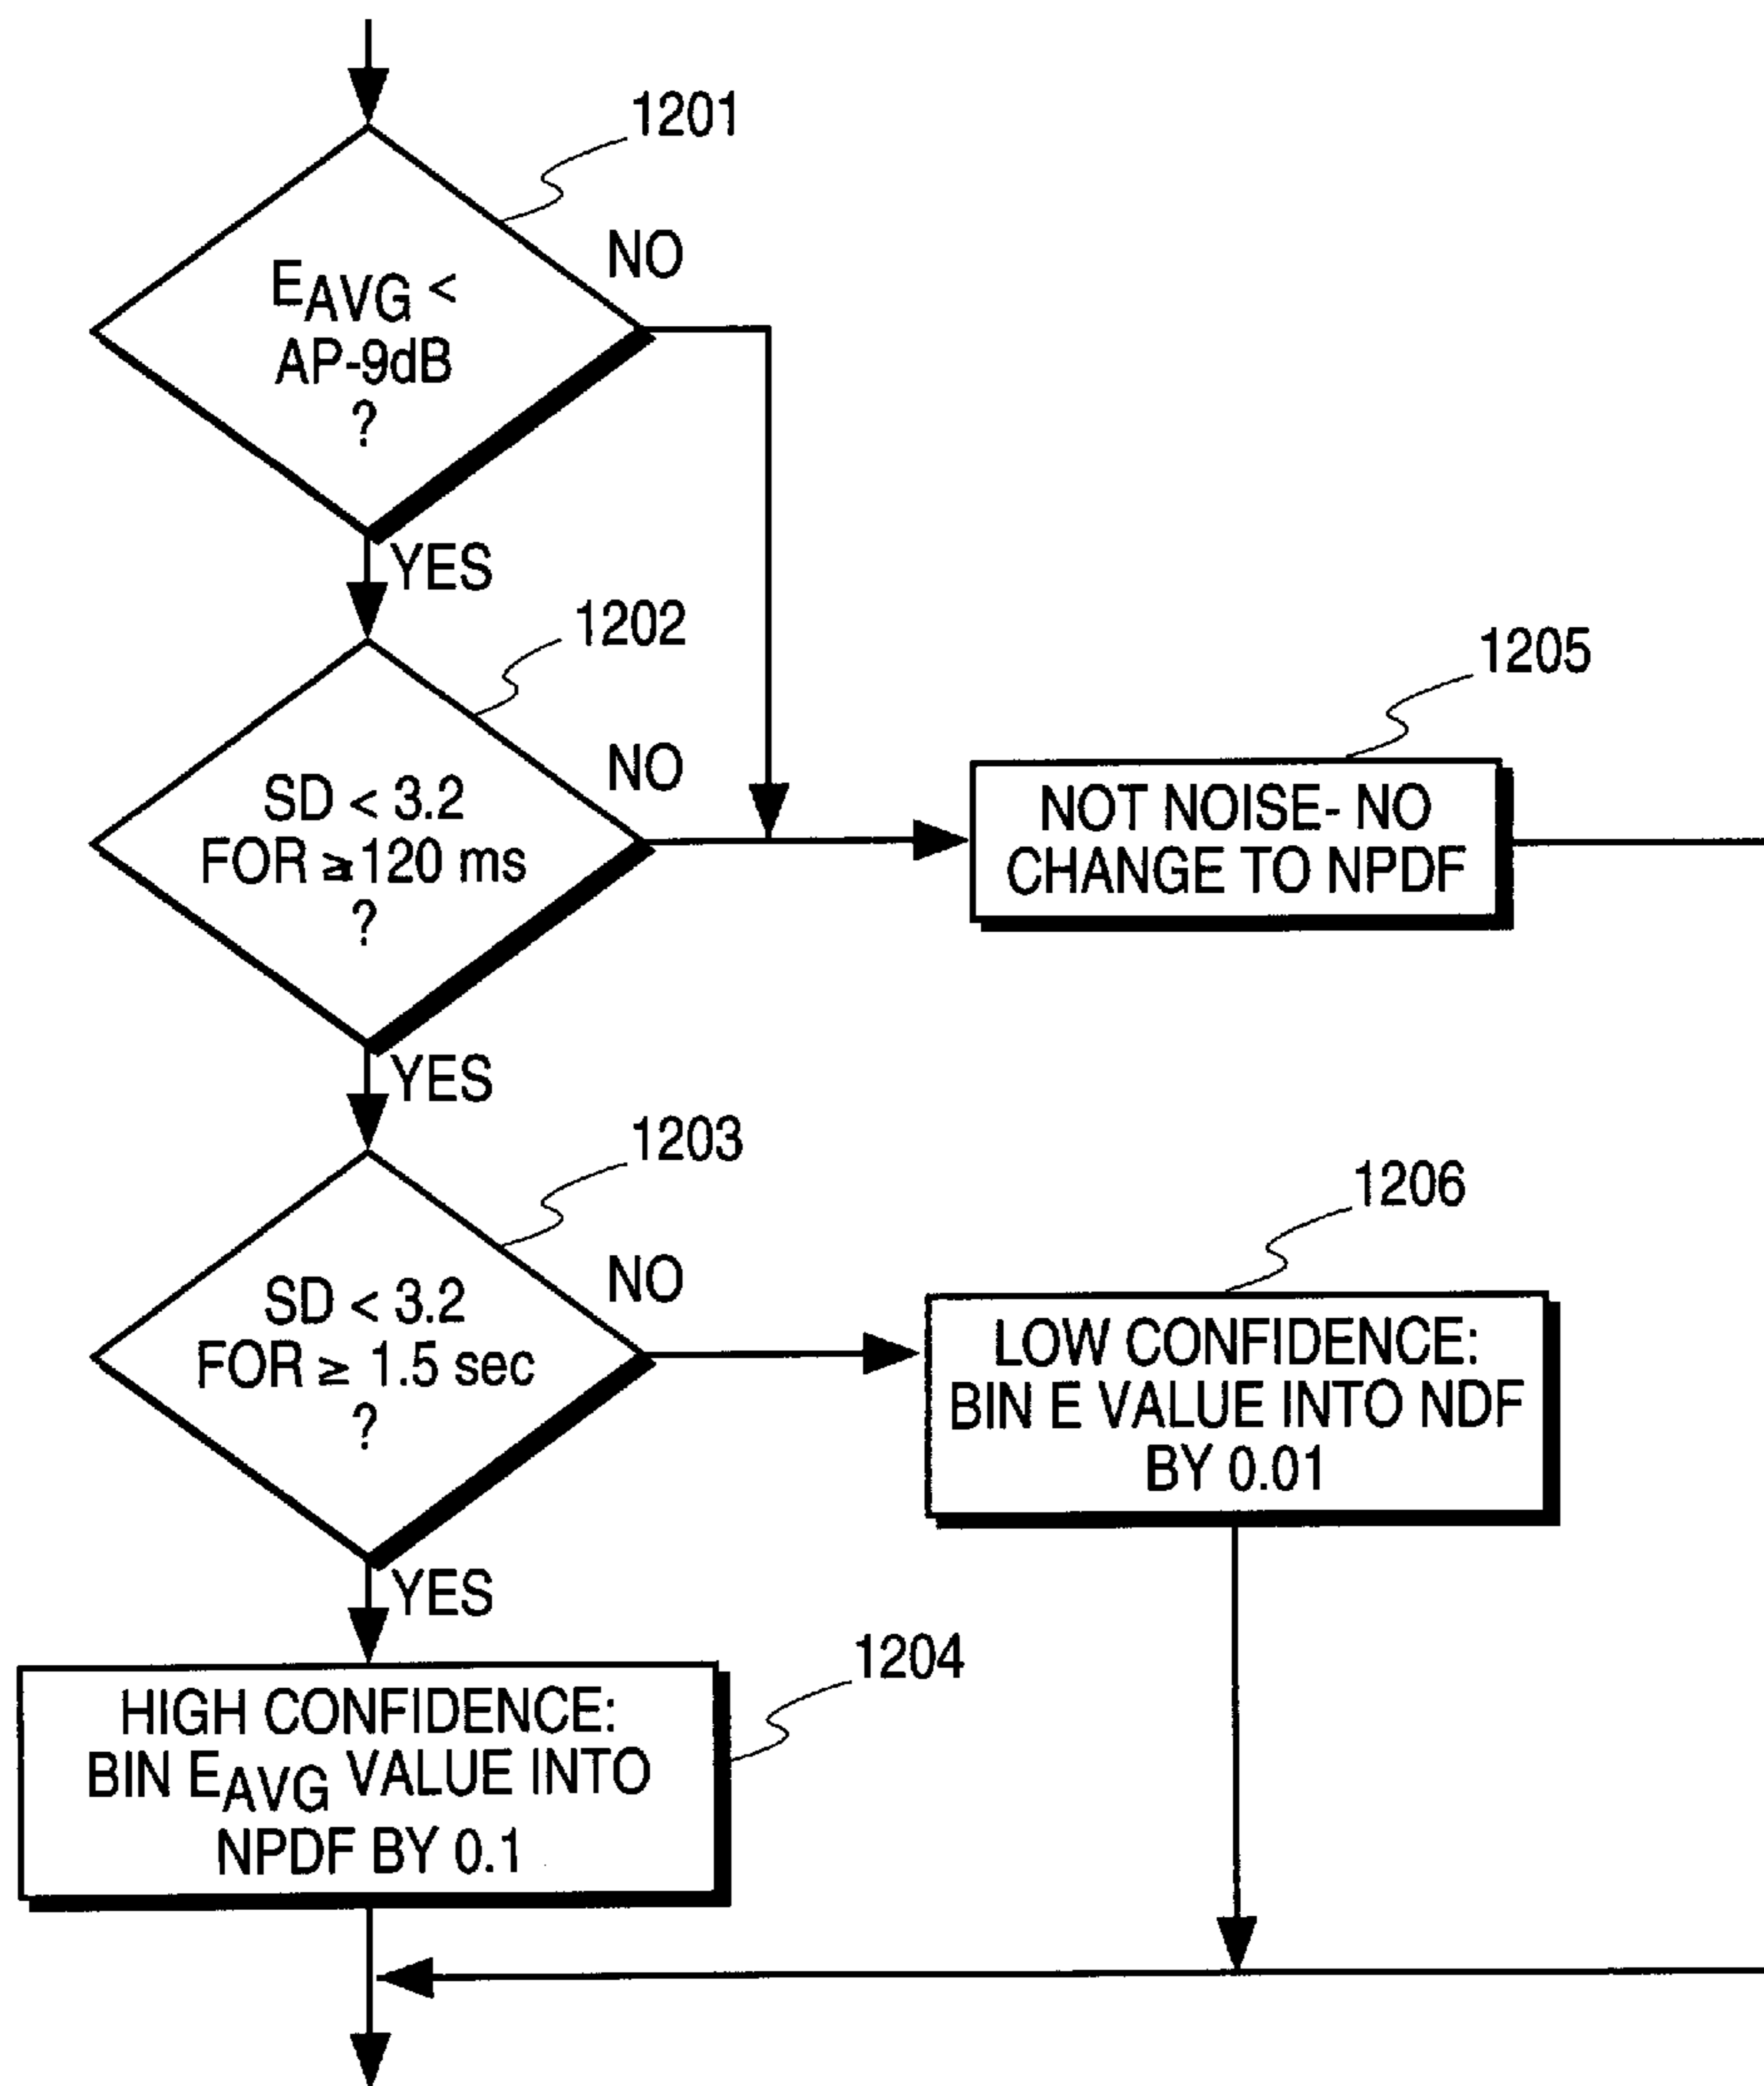 1201
NO
EAVG <
AP-9dB
?
YES
1202
NO
SD < 3.2
FOR ≥120 ms
?
1205
NOT NOISE- NO
CHANGE TO NPDF
YES
1203
NO
SD < 3.2
FOR ≥ 1.5 sec
?
1206
LOW CONFIDENCE:
BIN E VALUE INTO NDF
BY 0.01
YES
1204
HIGH CONFIDENCE:
BIN EAVG VALUE INTO
NPDF BY 0.1